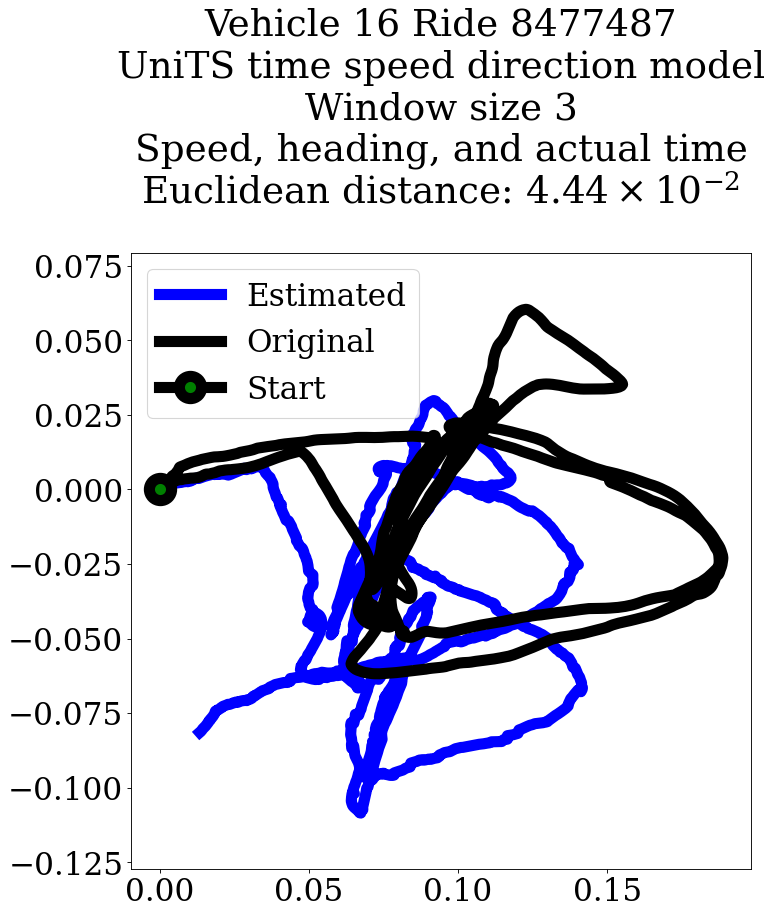 Vehicle 16 Ride 8477487
UniTS time speed direction model
Window size 3
Speed, heading, and actual time
Euclidean distance: 4.44 × 10⁻²
0.075
0.050
0.025
0.000
−0.025
−0.050
−0.075
−0.100
−0.125
Estimated
Original
Start
0.00 0.05 0.10 0.15